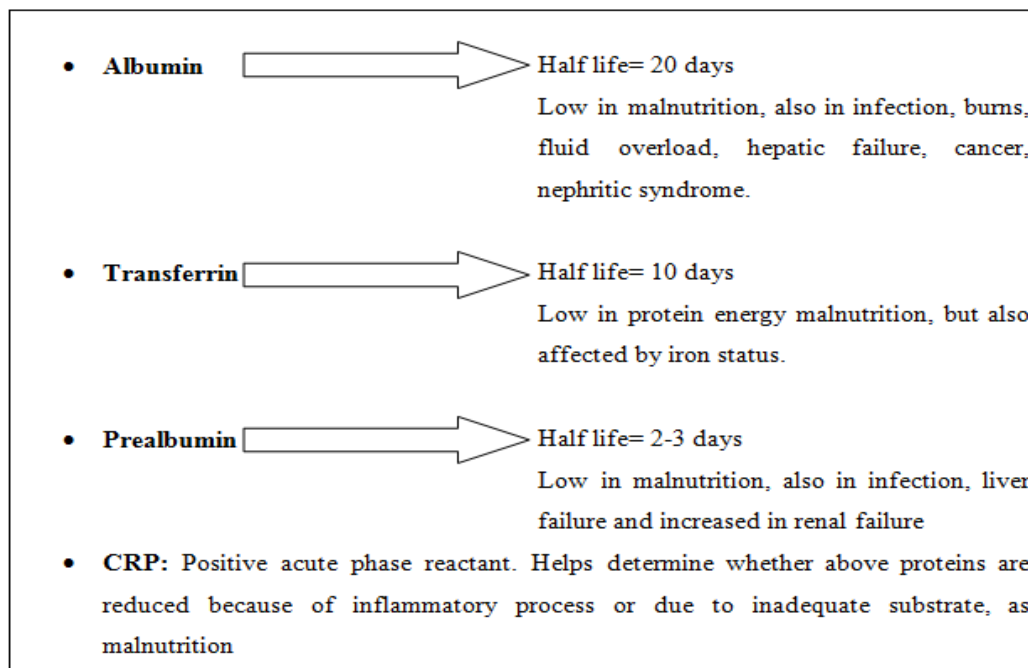 • Albumin Half life= 20 days
Low in malnutrition, also in infection, burns,
fluid overload, hepatic failure, cancer,
nephritic syndrome.
• Transferrin Half life= 10 days
Low in protein energy malnutrition, but also
affected by iron status.
• Prealbumin Half life= 2-3 days
Low in malnutrition, also in infection, liver
failure and increased in renal failure
• CRP: Positive acute phase reactant. Helps determine whether above proteins are
reduced because of inflammatory process or due to inadequate substrate, as
malnutrition